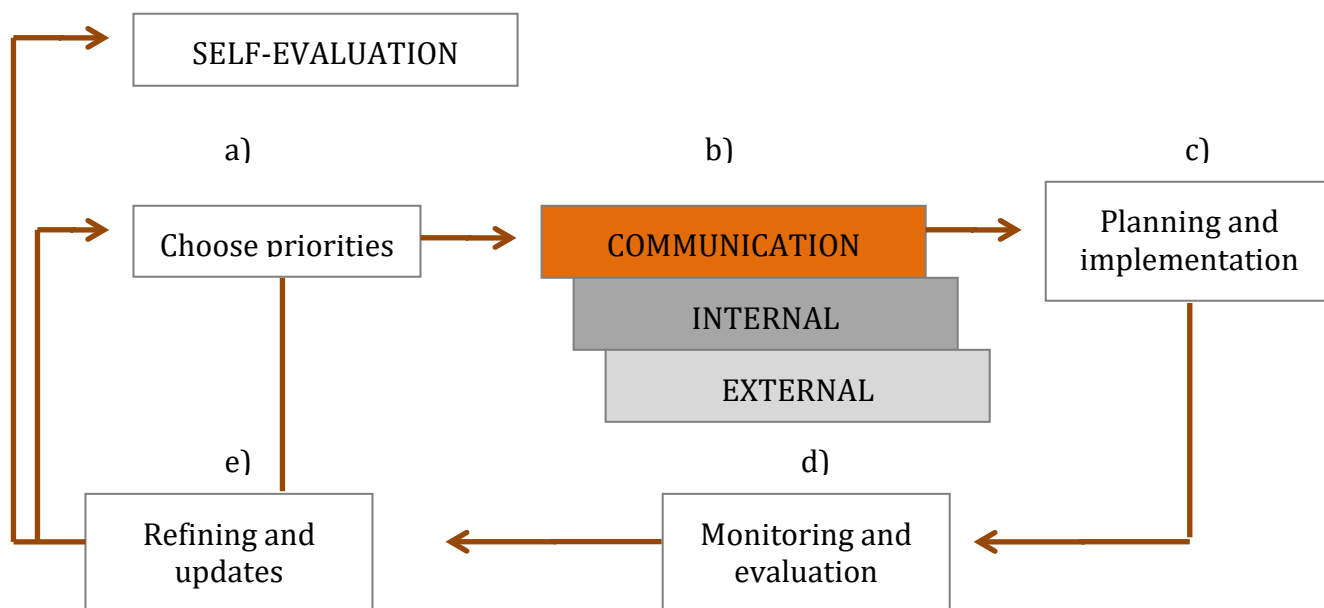 SELF-EVALUATION
a)
b)
c)
Choose priorities
COMMUNICATION
INTERNAL
EXTERNAL
Planning and
implementation
e)
d)
Refining and
updates
Monitoring and
evaluation